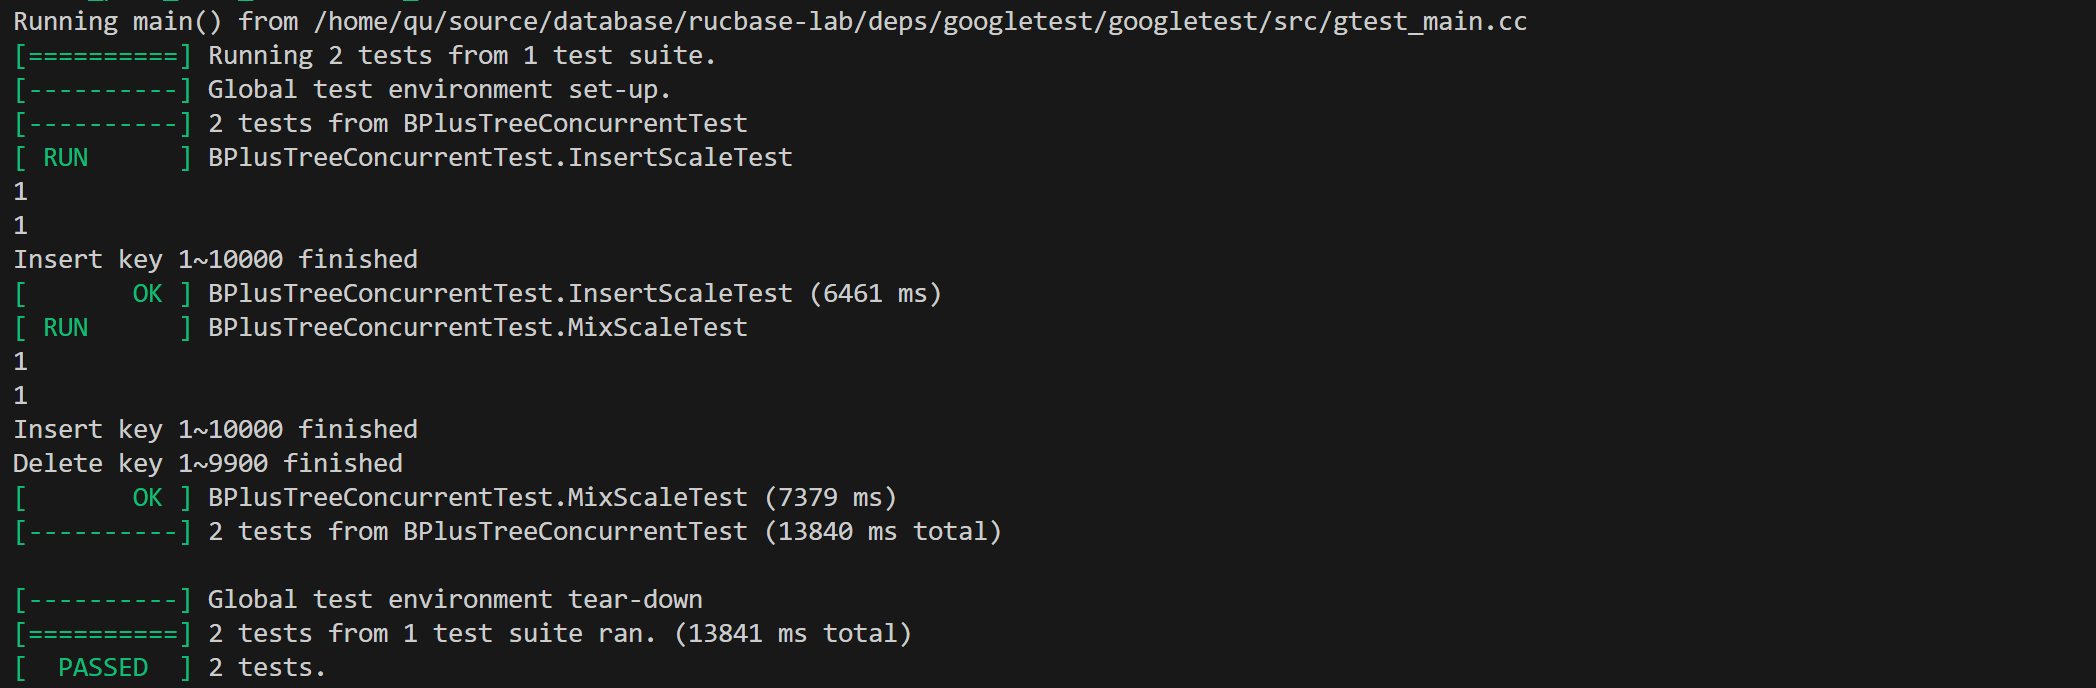 Running main() from /home/qu/source/database/rucbase-lab/deps/googletest/googletest/src/gtest_main.cc
[==========] Running 2 tests from 1 test suite.
[----------] Global test environment set-up.
[----------] 2 tests from BPlusTreeConcurrentTest
[ RUN      ] BPlusTreeConcurrentTest.InsertScaleTest
1
1
Insert key 1~10000 finished
[       OK ] BPlusTreeConcurrentTest.InsertScaleTest (6461 ms)
[ RUN      ] BPlusTreeConcurrentTest.MixScaleTest
1
1
Insert key 1~10000 finished
Delete key 1~9900 finished
[       OK ] BPlusTreeConcurrentTest.MixScaleTest (7379 ms)
[----------] 2 tests from BPlusTreeConcurrentTest (13840 ms total)
[----------] Global test environment tear-down
[==========] 2 tests from 1 test suite ran. (13841 ms total)
[  PASSED  ] 2 tests.